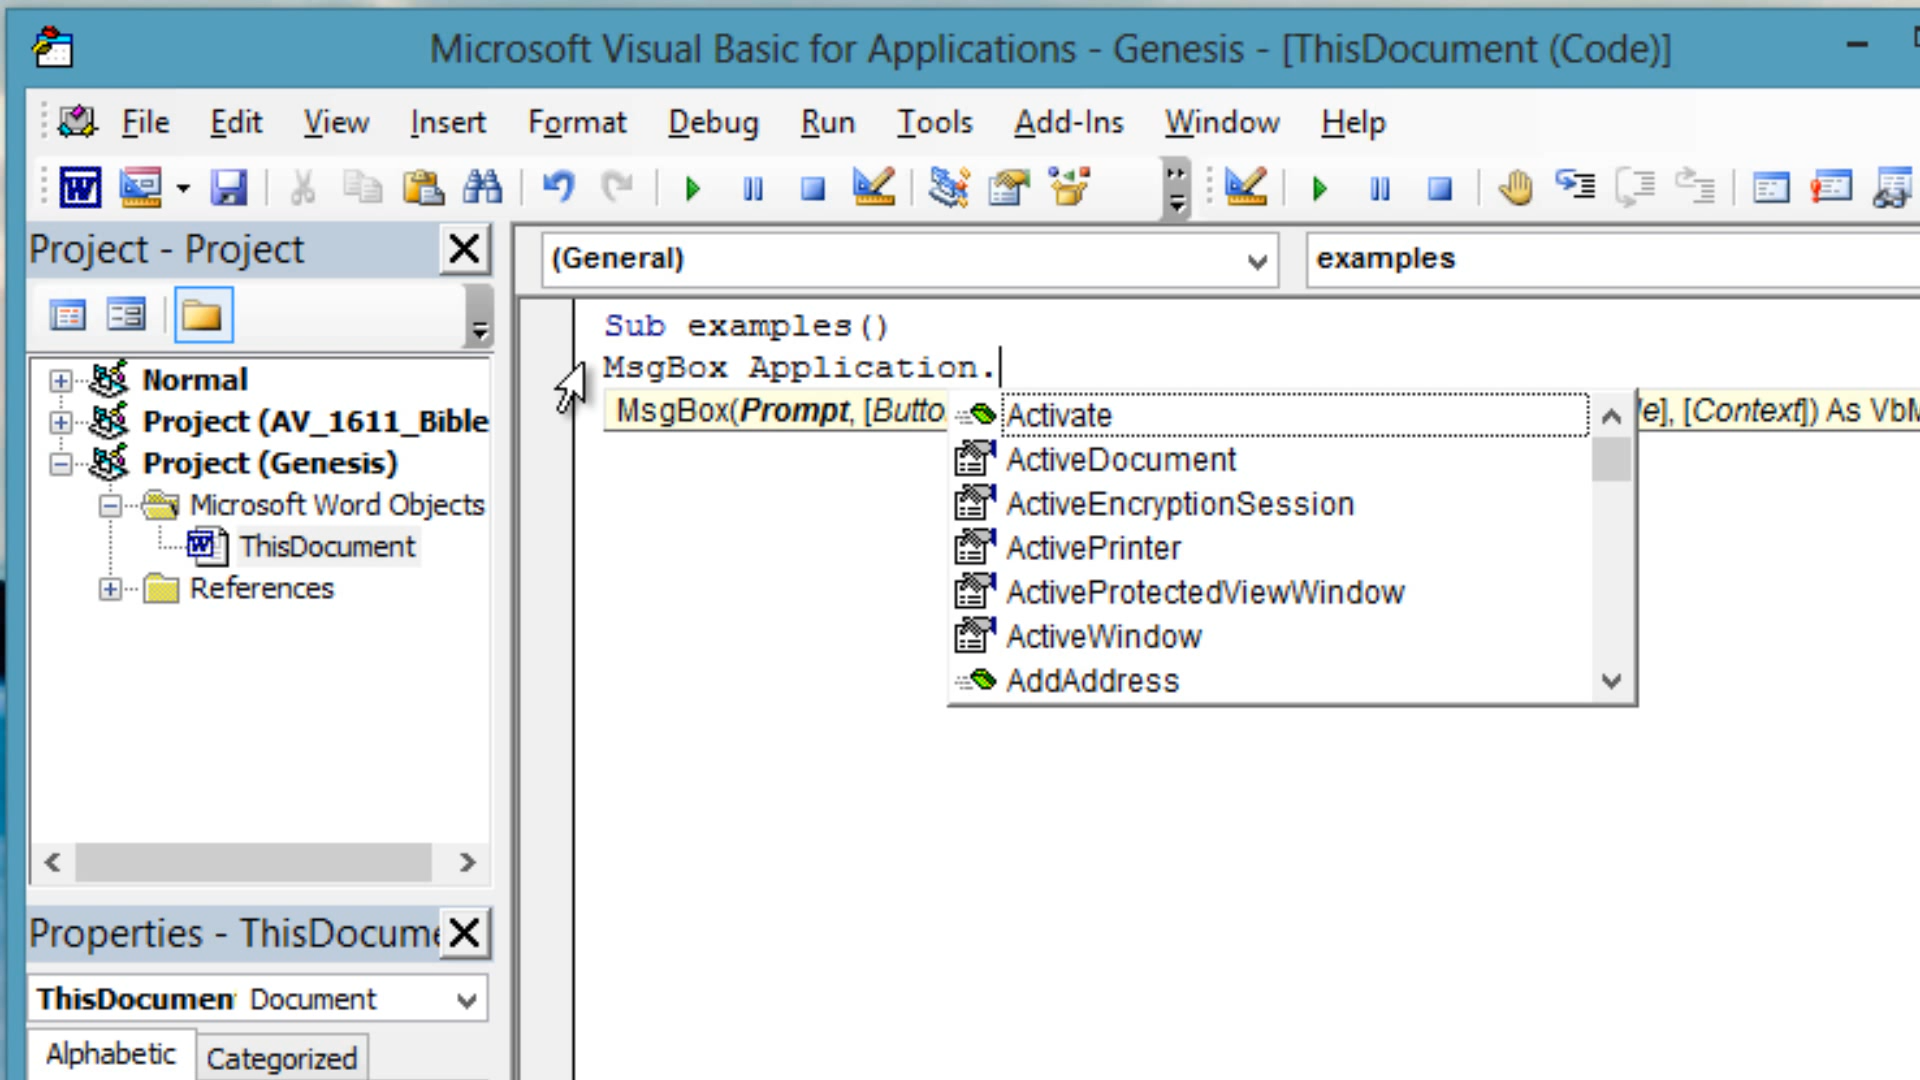 Microsoft Visual Basic for Applications - Genesis - [ThisDocument (Code)]
File Edit View Insert Format Debug Run Tools Add-Ins Window Help
Project - Project
(General)
examples
Normal
Project (AV_1611_Bible
Project (Genesis)
Microsoft Word Objects
ThisDocument
References
Sub examples()
MsgBox Application.
MsgBox(Prompt, [Butto
e], [Context]) As VbM
Activate
ActiveDocument
ActiveEncryptionSession
ActivePrinter
ActiveProtectedViewWindow
ActiveWindow
AddAddress
Properties - ThisDocume
ThisDocumen Document
Alphabetic Categorized